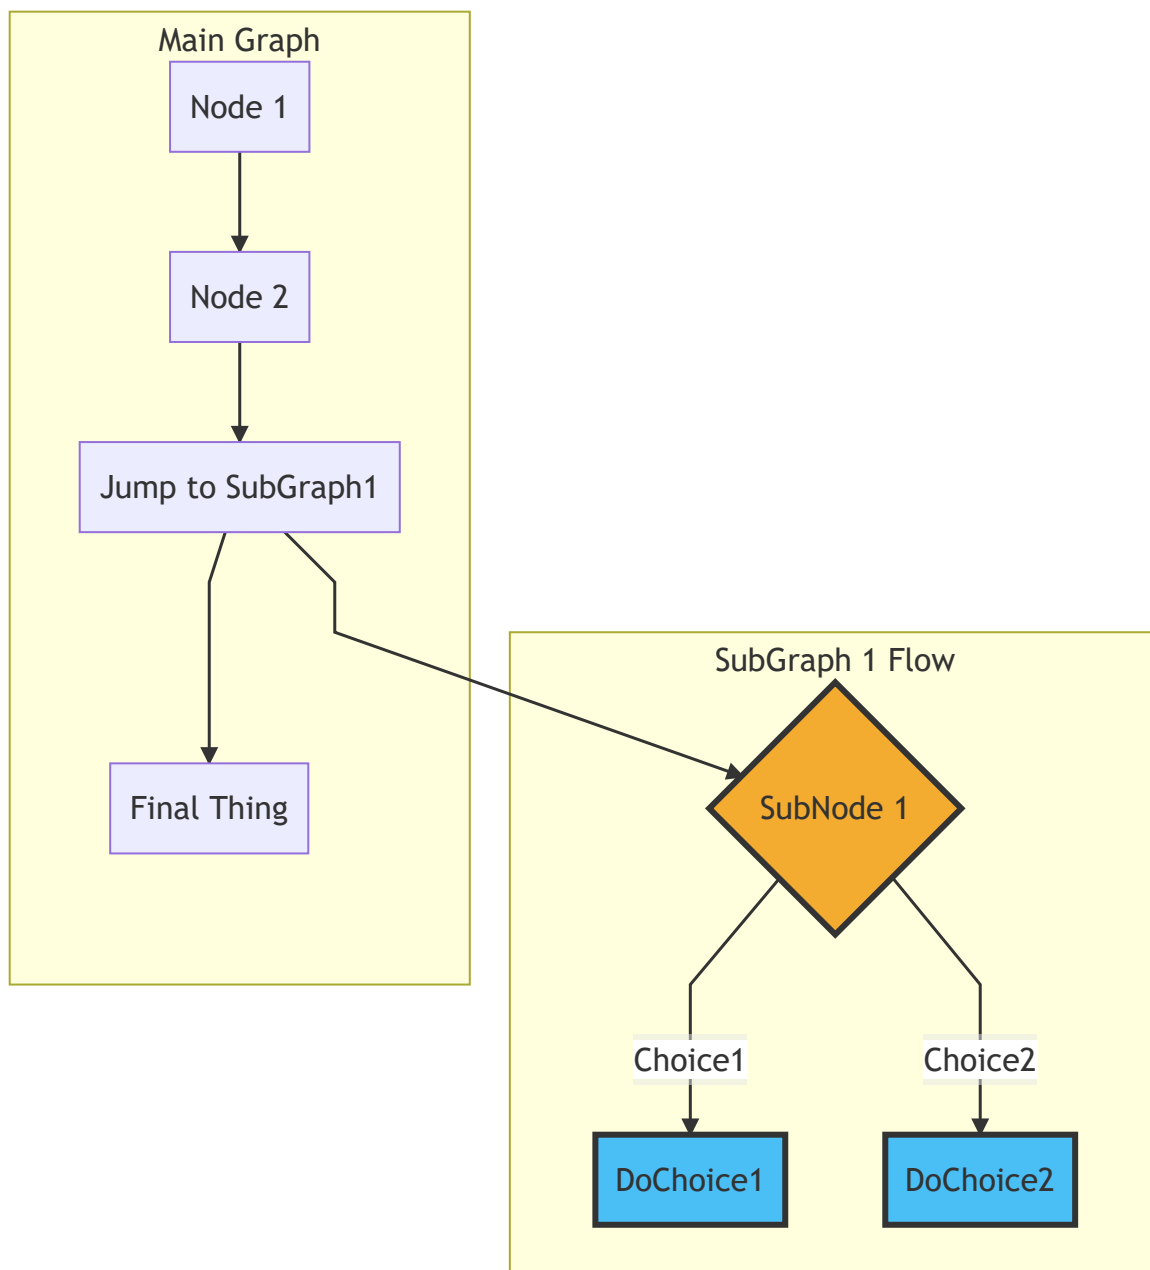 Main Graph
Node 1
Node 2
Jump to SubGraph1
Final Thing
SubGraph 1 Flow
SubNode 1
Choice1
Choice2
DoChoice1
DoChoice2